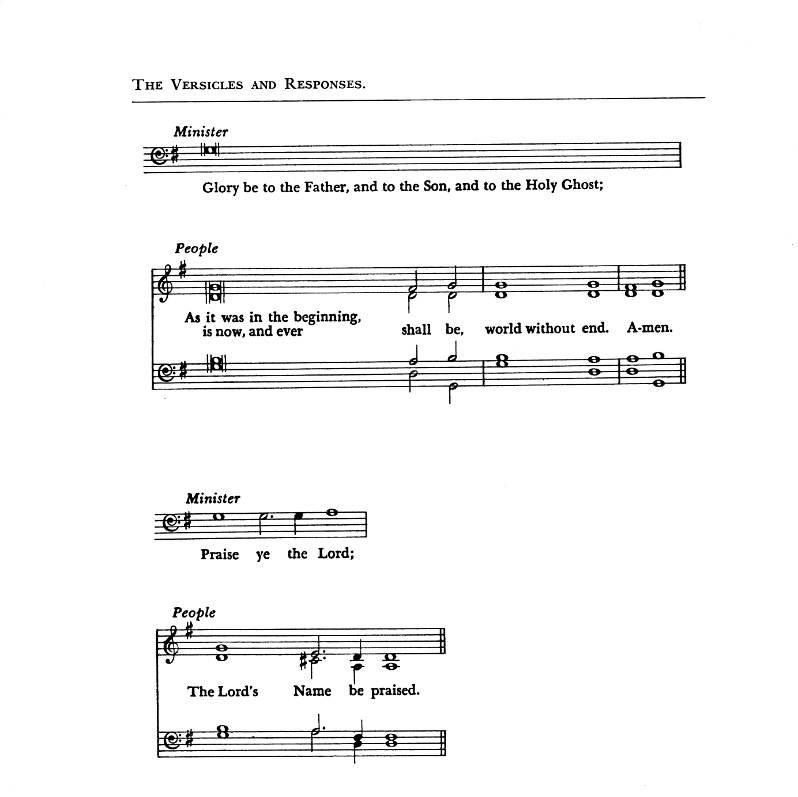 THE VERSICLES AND RESPONSES.
Minister
Glory be to the Father, and to the Son, and to the Holy Ghost;
People
As it was in the beginning,
is now, and ever shall be, world without end. A-men.
Minister
Praise ye the Lord;
People
The Lord's Name be praised.